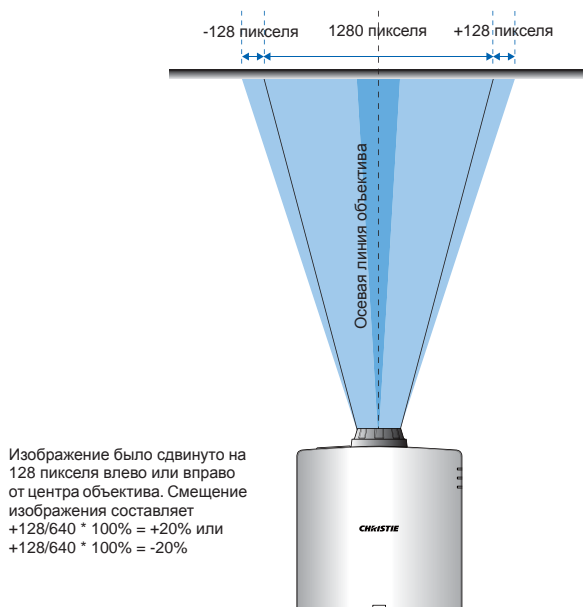 -128 пикселя
1280 пикселя
+128 пикселя
Осевая линия объектива
Изображение было сдвинуто на
128 пикселя влево или вправо
от центра объектива. Смещение
изображения составляет
+128/640 * 100% = +20% или
+128/640 * 100% = -20%
CHRISTIE